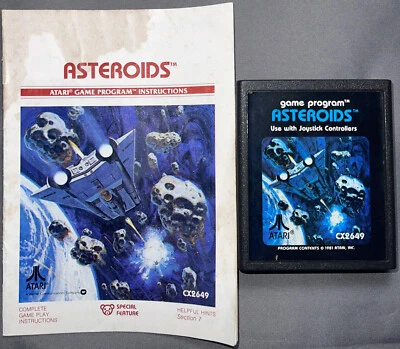 ASTEROIDS™
ATARI® GAME PROGRAM™ INSTRUCTIONS
ATARI
CX2649
COMPLETE
GAME PLAY
INSTRUCTIONS
SPECIAL
FEATURE
HELPFUL HINTS
Section 7
game program™
ASTEROIDS™
Use with Joystick Controllers
ATARI
CX2649
PROGRAM CONTENTS © 1981 ATARI, INC.